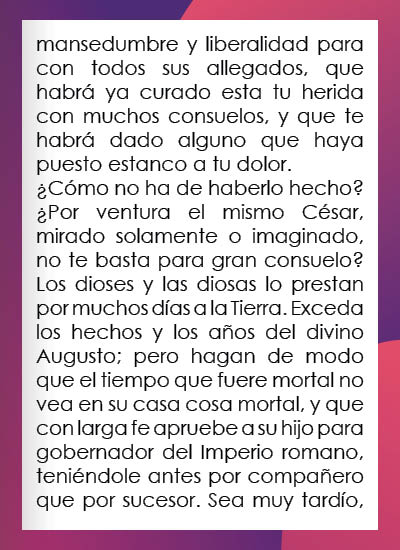 mansedumbre y liberalidad para
con todos sus allegados, que
habrá ya curado esta tu herida
con muchos consuelos, y que te
habrá dado alguno que haya
puesto estanco a tu dolor.
¿Cómo no ha de haberlo hecho?
¿Por ventura el mismo César,
mirado solamente o imaginado,
no te basta para gran consuelo?
Los dioses y las diosas lo prestan
por muchos días a la Tierra. Exceda
los hechos y los años del divino
Augusto; pero hagan de modo
que el tiempo que fuere mortal no
vea en su casa cosa mortal, y que
con larga fe apruebe a su hijo para
gobernador del Imperio romano,
teniéndole antes por compañero
que por sucesor. Sea muy tardío,